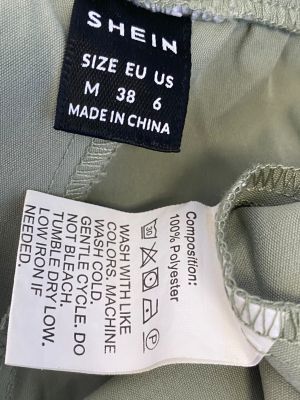 SHEIN
SIZE EU US
M 38 6
MADE IN CHINA
Composition:
100% Polyester
30
P
WASH WITH LIKE
COLORS. MACHINE
WASH COLD.
GENTLE CYCLE. DO
NOT BLEACH.
TUMBLE DRY LOW.
LOW IRON IF
NEEDED.